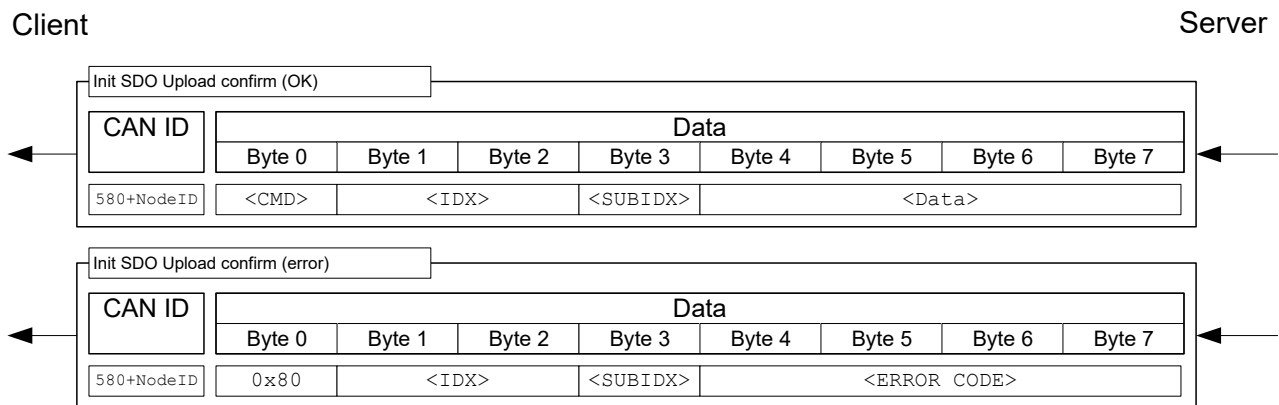 Client Server
Init SDO Upload confirm (OK)
CAN ID Data
Byte 0 Byte 1 Byte 2 Byte 3 Byte 4 Byte 5 Byte 6 Byte 7
580+NodeID <CMD> <IDX> <SUBIDX> <Data>
Init SDO Upload confirm (error)
CAN ID Data
Byte 0 Byte 1 Byte 2 Byte 3 Byte 4 Byte 5 Byte 6 Byte 7
580+NodeID 0x80 <IDX> <SUBIDX> <ERROR CODE>